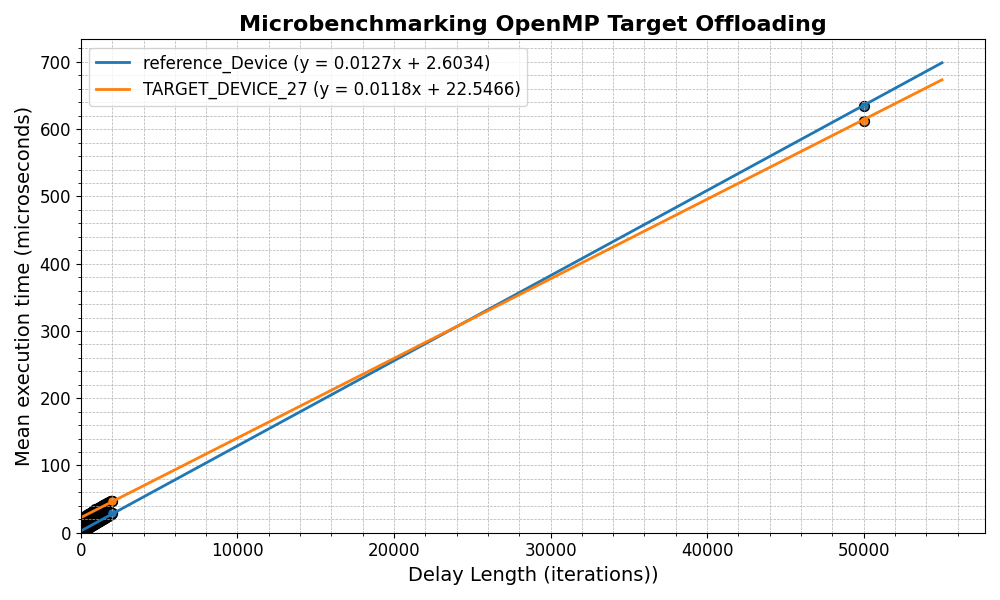 Microbenchmarking OpenMP Target Offloading
reference_Device (y = 0.0127x + 2.6034)
TARGET_DEVICE_27 (y = 0.0118x + 22.5466)
Mean execution time (microseconds)
700
600
500
400
300
200
100
0
0 10000 20000 30000 40000 50000
Delay Length (iterations))